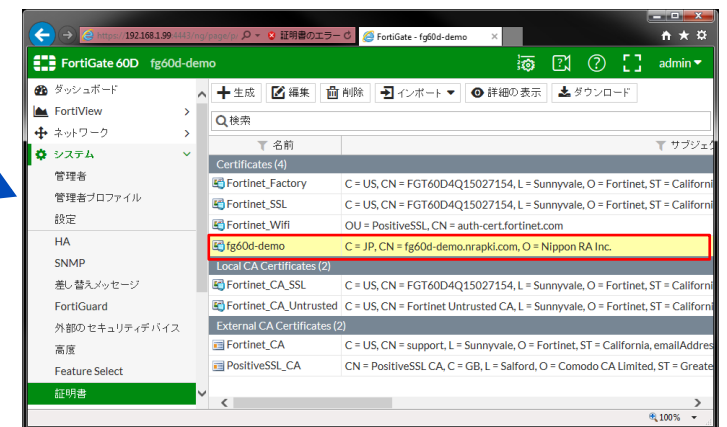 https://192.168.1.99:4443/ng/page/p 証明書のエラー FortiGate - fg60d-demo
FortiGate 60D fg60d-demo admin
ダッシュボード
FortiView
ネットワーク
システム
管理者
管理者プロファイル
設定
HA
SNMP
差し替えメッセージ
FortiGuard
外部のセキュリティデバイス
高度
Feature Select
証明書
生成 編集 削除 インポート 詳細の表示 ダウンロード
検索
名前 サブジェク
Certificates (4)
Fortinet_Factory C = US, CN = FGT60D4Q15027154, L = Sunnyvale, O = Fortinet, ST = Californi
Fortinet_SSL C = US, CN = FGT60D4Q15027154, L = Sunnyvale, O = Fortinet, ST = Californi
Fortinet_Wifi OU = PositiveSSL, CN = auth-cert.fortinet.com
fg60d-demo C = JP, CN = fg60d-demo.nrapki.com, O = Nippon RA Inc.
Local CA Certificates (2)
Fortinet_CA_SSL C = US, CN = FGT60D4Q15027154, L = Sunnyvale, O = Fortinet, ST = Californi
Fortinet_CA_Untrusted C = US, CN = Fortinet Untrusted CA, L = Sunnyvale, O = Fortinet, ST = Californi
External CA Certificates (2)
Fortinet_CA C = US, CN = support, L = Sunnyvale, O = Fortinet, ST = California, emailAddres
PositiveSSL_CA CN = PositiveSSL CA, C = GB, L = Salford, O = Comodo CA Limited, ST = Greate
100%